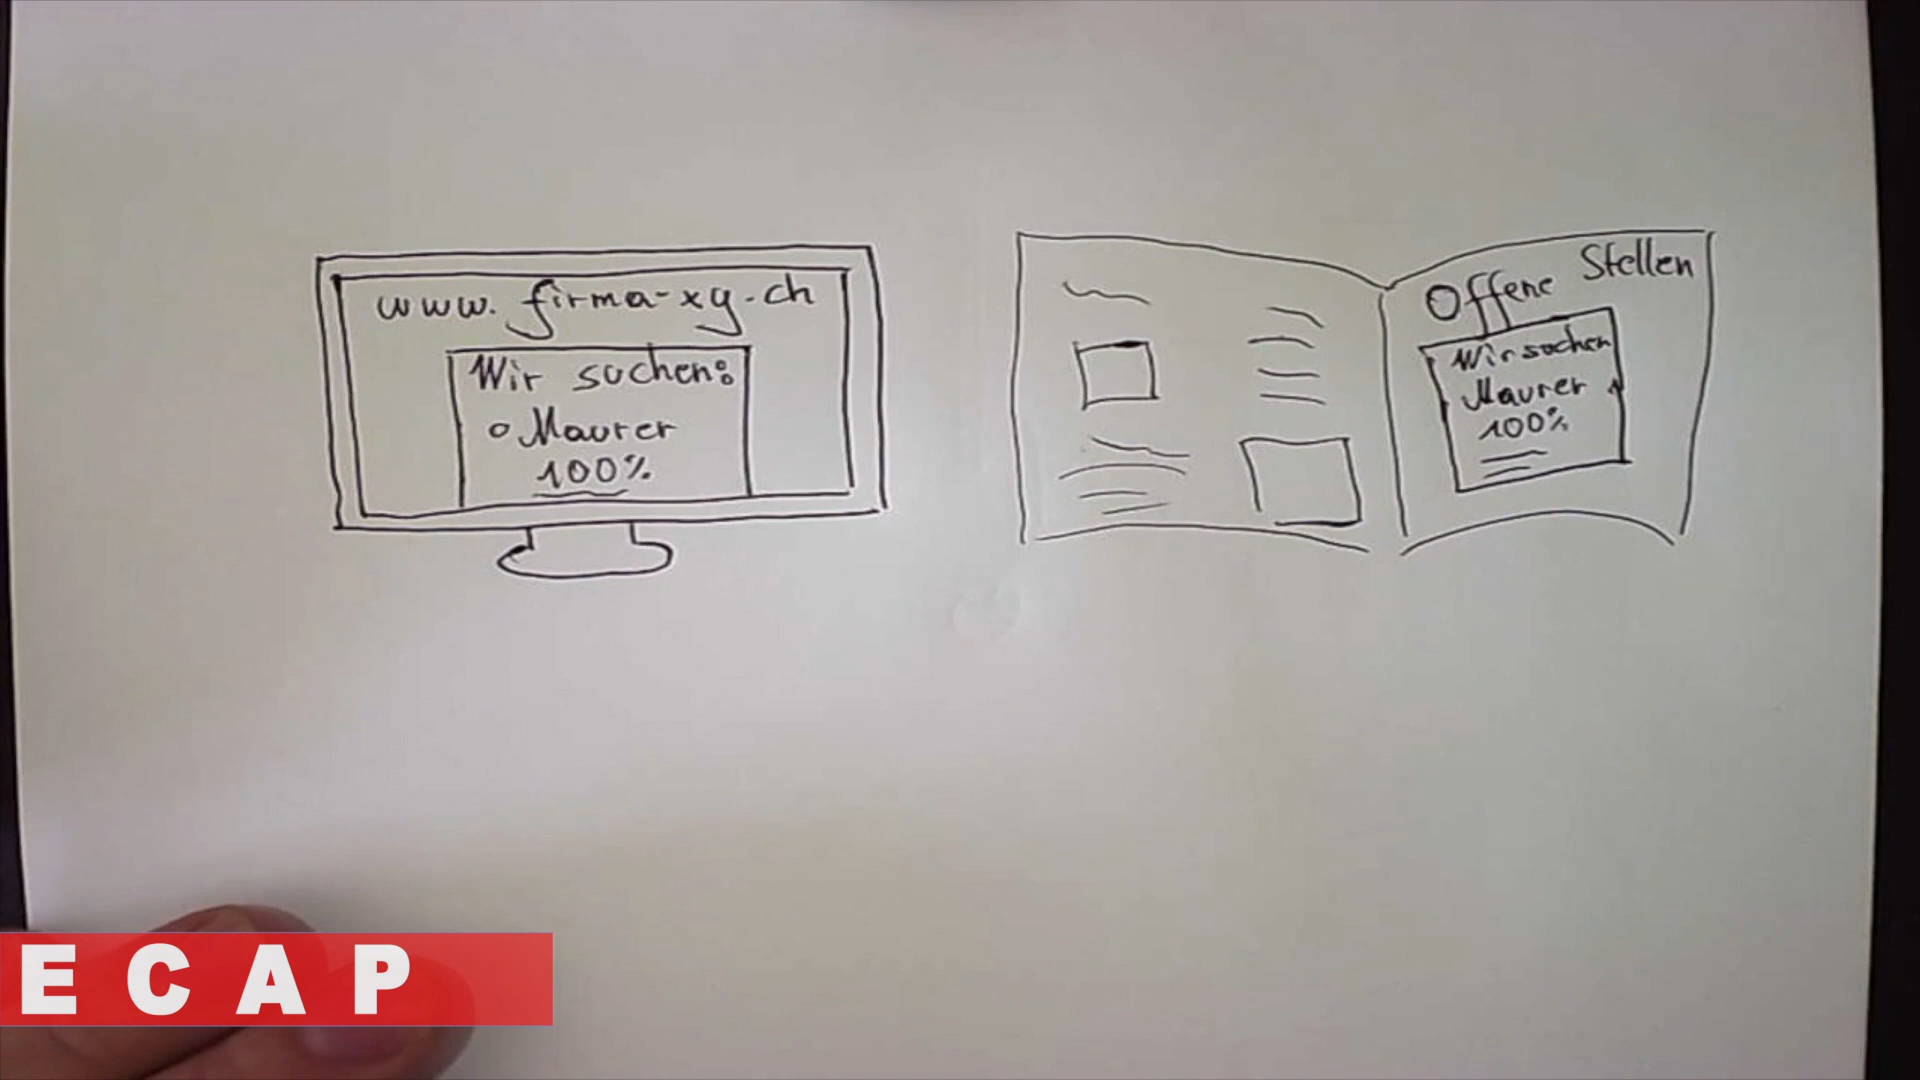 www.firma-xy.ch
Wir suchen:
o Maurer
100%
Offene Stellen
Wir suchen
Maurer
100%
ECAP